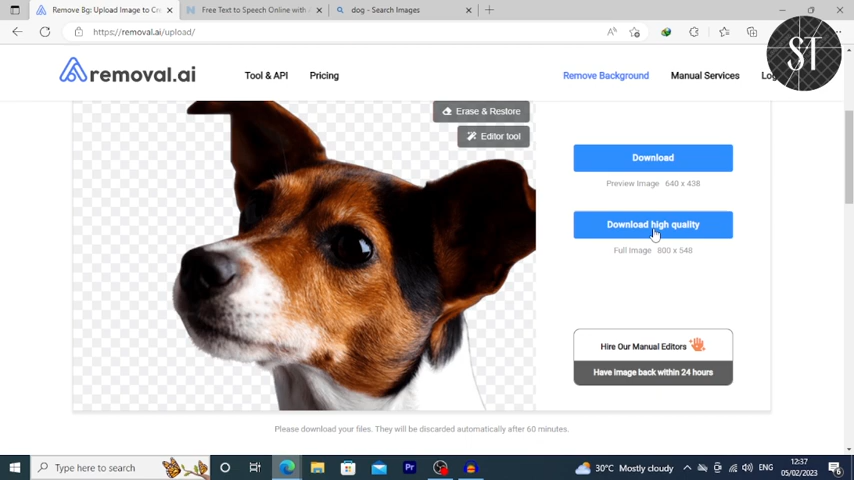 Remove Bg: Upload Image to Cr
Free Text to Speech Online with
dog - Search Images
https://removal.ai/upload/
ST
removal.ai
Tool & API
Pricing
Remove Background
Manual Services
Erase & Restore
Editor tool
Download
Preview Image 640 x 438
Download high quality
Full Image 800 x 548
Hire Our Manual Editors
Have image back within 24 hours
Please download your files. They will be discarded automatically after 60 minutes.
Type here to search
Pr
30°C Mostly cloudy
ENG
12:37
05/02/2023